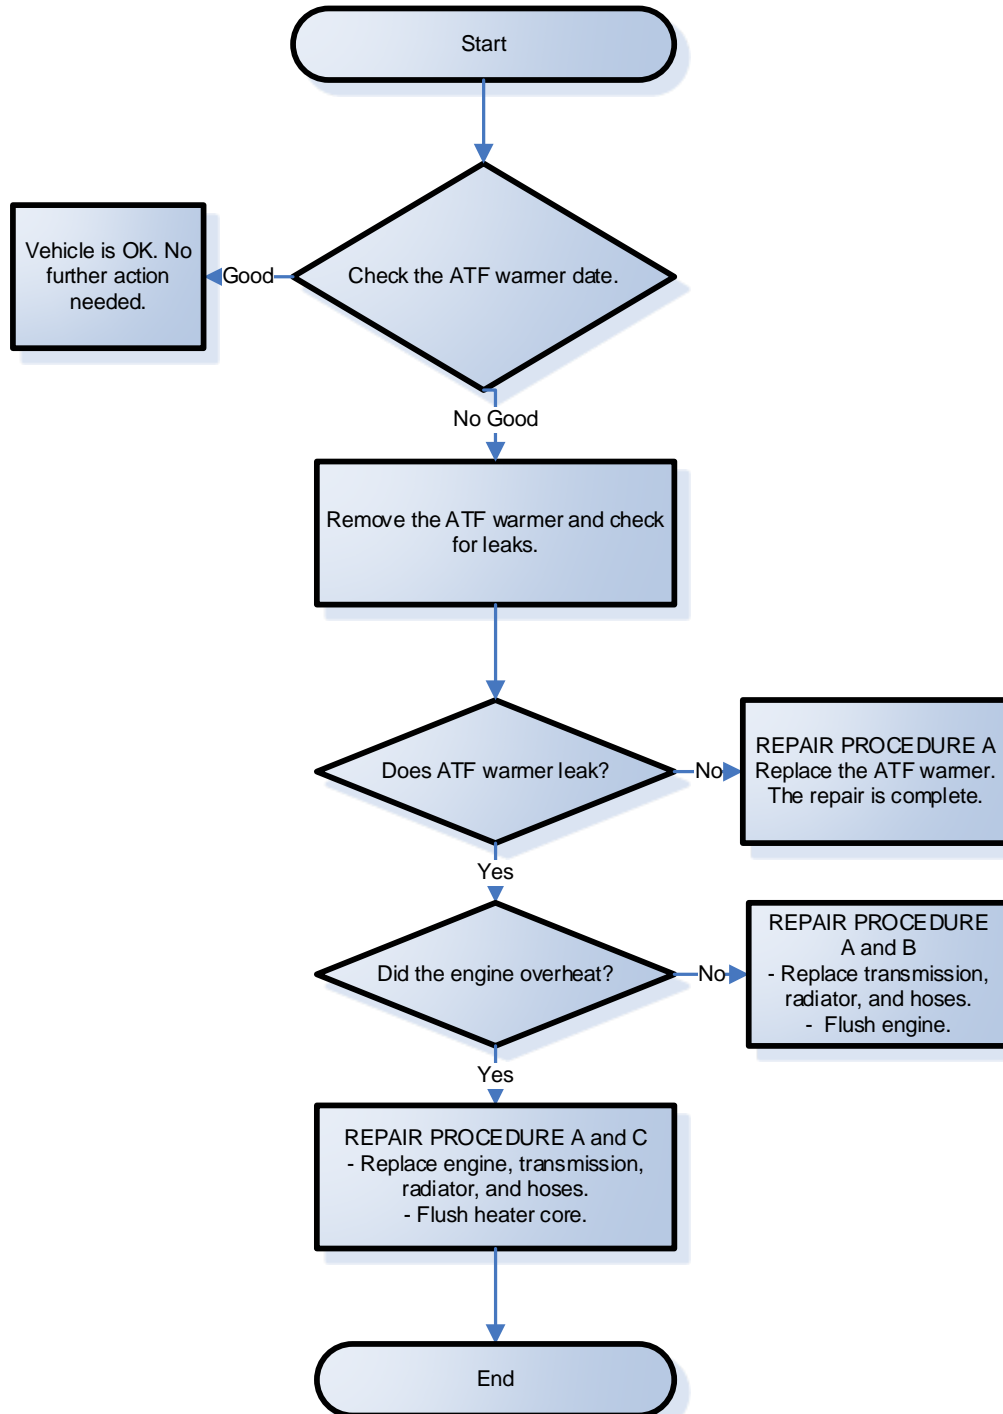 Start
Check the ATF warmer date.
Good
Vehicle is OK. No
further action
needed.
No Good
Remove the ATF warmer and check
for leaks.
Does ATF warmer leak?
No
REPAIR PROCEDURE A
Replace the ATF warmer.
The repair is complete.
Yes
Did the engine overheat?
No
REPAIR PROCEDURE
A and B
- Replace transmission,
radiator, and hoses.
- Flush engine.
Yes
REPAIR PROCEDURE A and C
- Replace engine, transmission,
radiator, and hoses.
- Flush heater core.
End